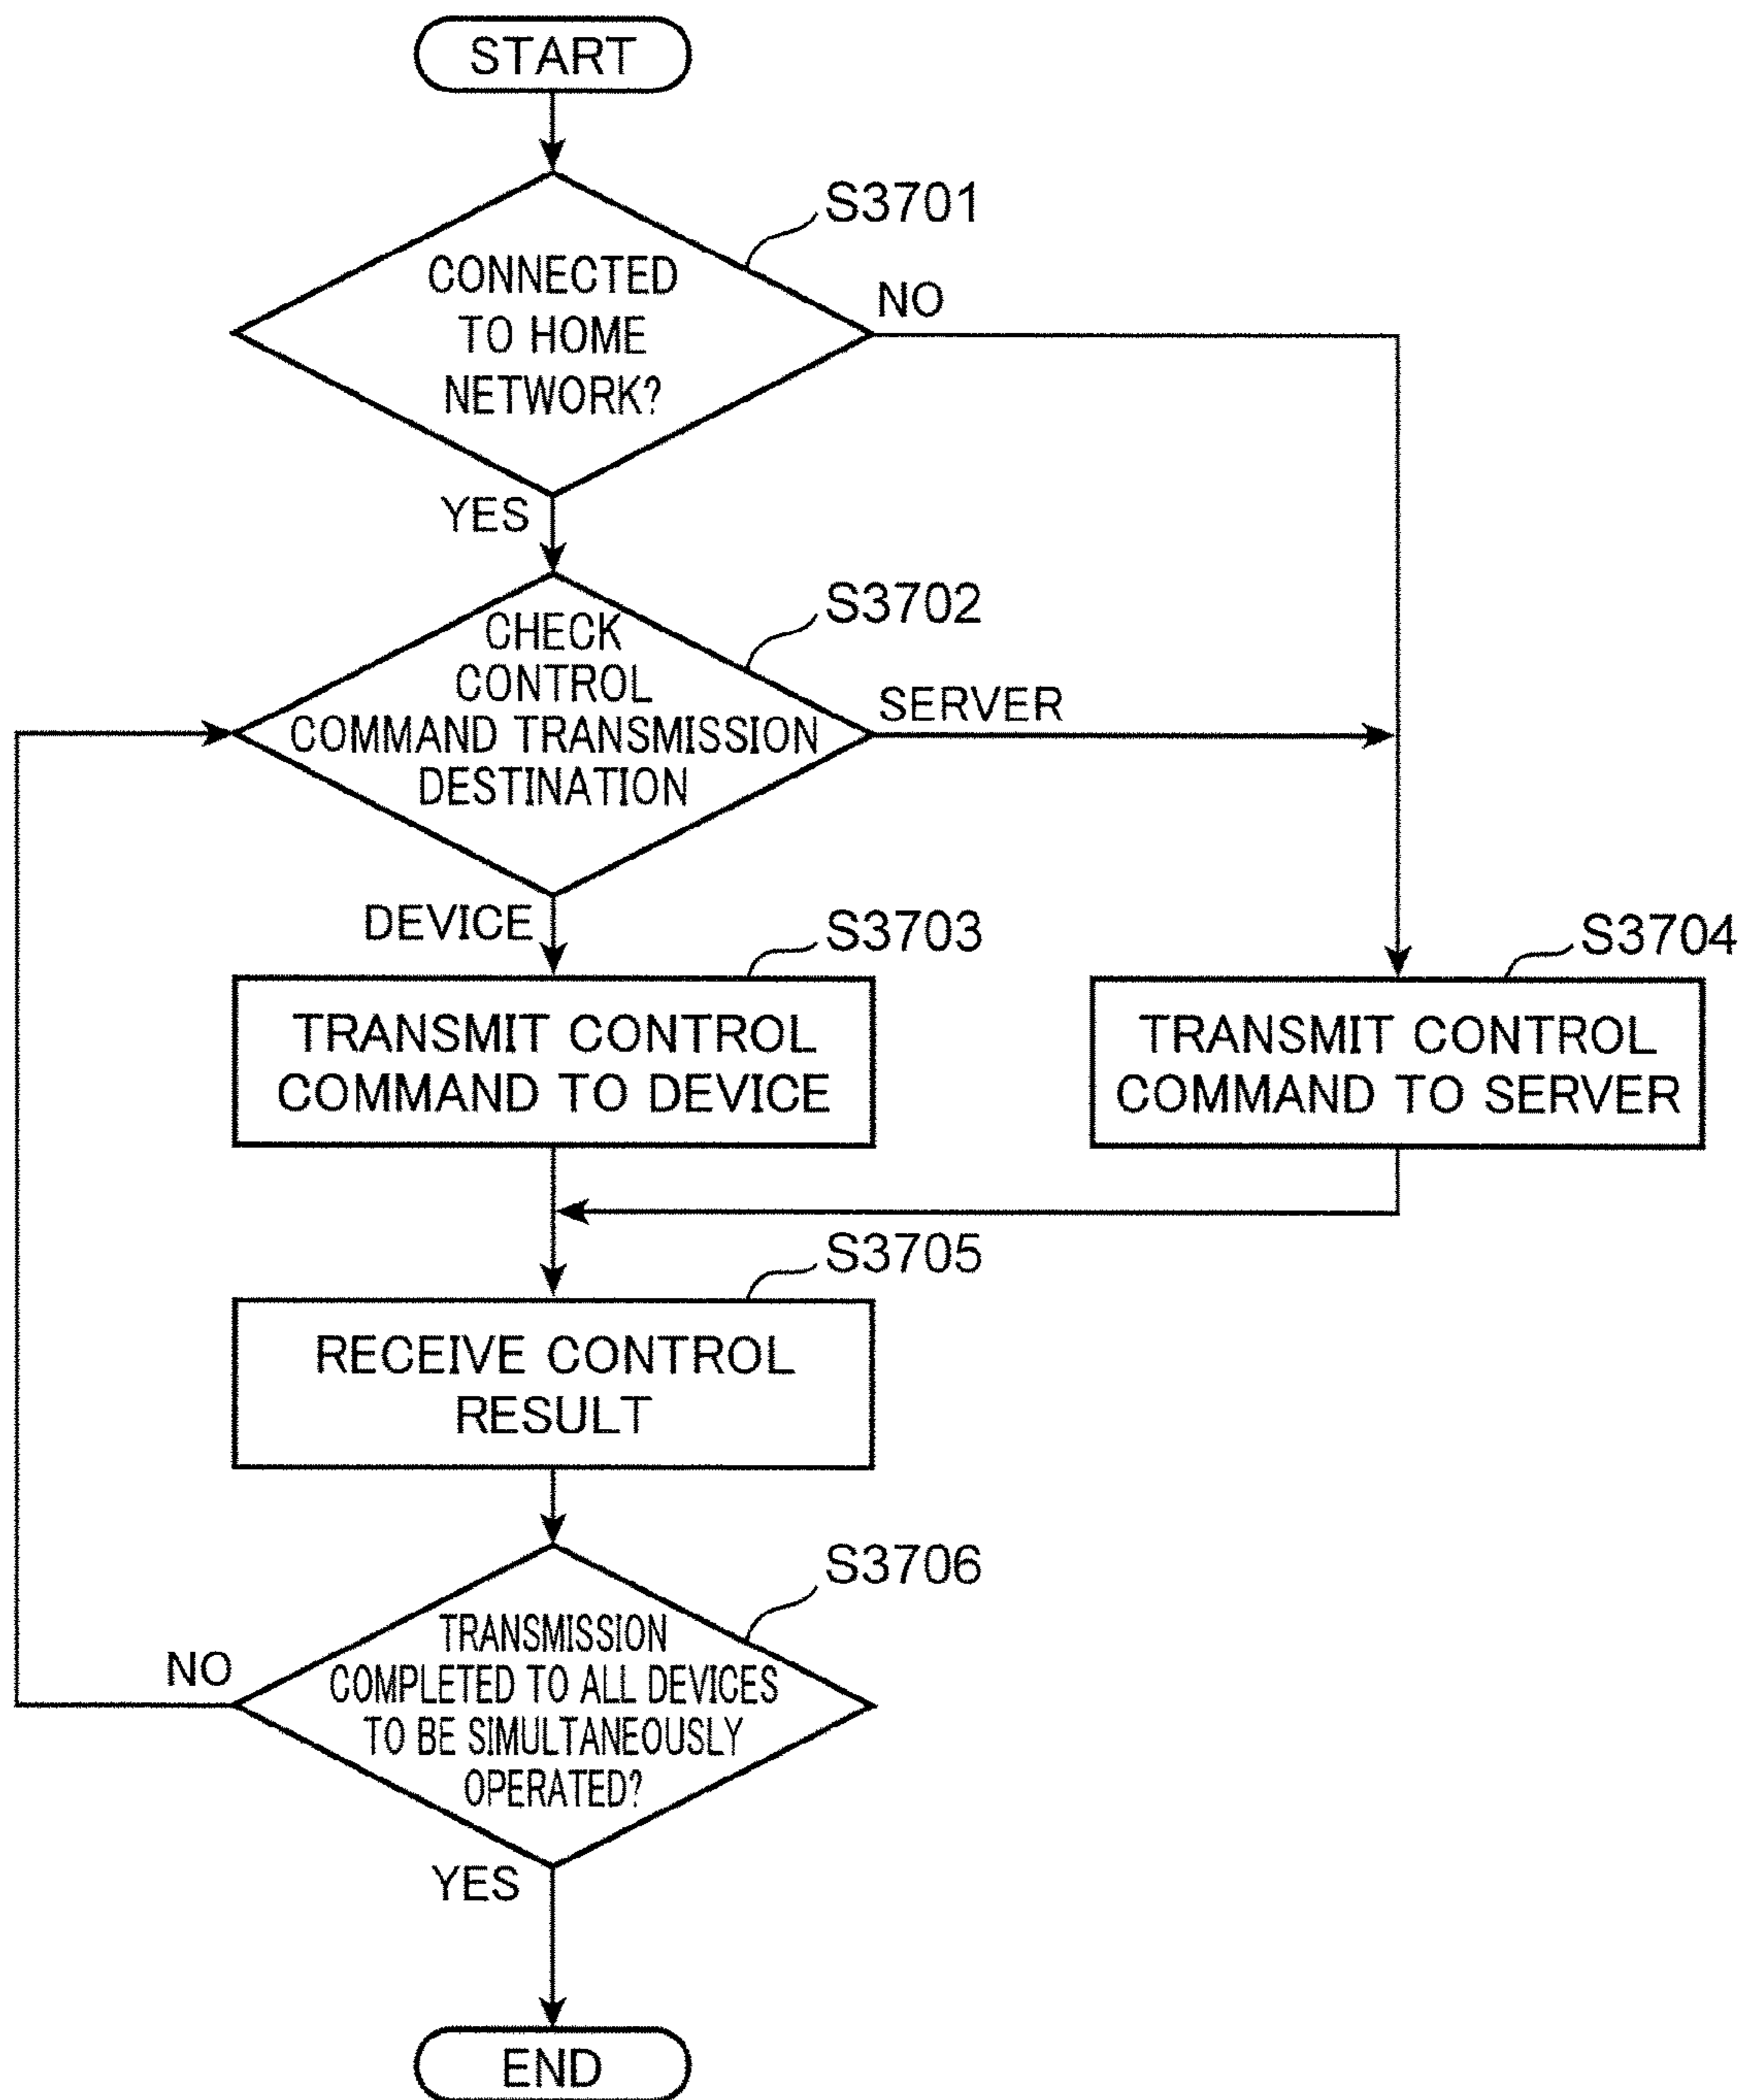 START
S3701
CONNECTED
TO HOME
NETWORK?
NO
YES
S3702
CHECK
CONTROL
COMMAND TRANSMISSION
DESTINATION
SERVER
DEVICE
S3703
TRANSMIT CONTROL
COMMAND TO DEVICE
S3704
TRANSMIT CONTROL
COMMAND TO SERVER
S3705
RECEIVE CONTROL
RESULT
S3706
TRANSMISSION
COMPLETED TO ALL DEVICES
TO BE SIMULTANEOUSLY
OPERATED?
NO
YES
END